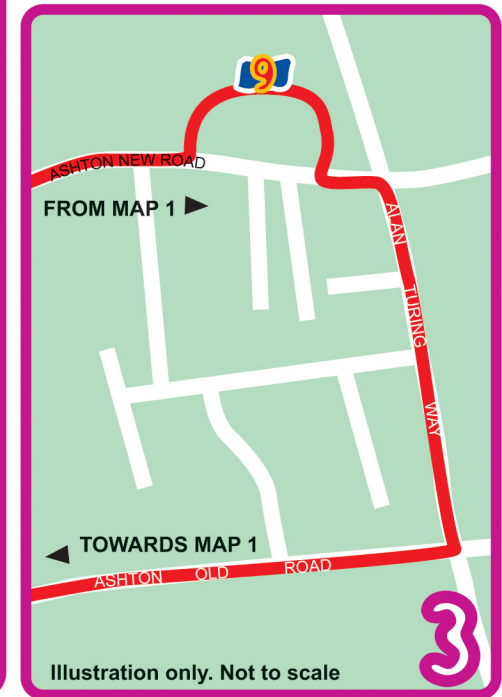 9
ASHTON NEW ROAD
FROM MAP 1
ALAN TURING WAY
TOWARDS MAP 1
ASHTON OLD ROAD
3
Illustration only. Not to scale